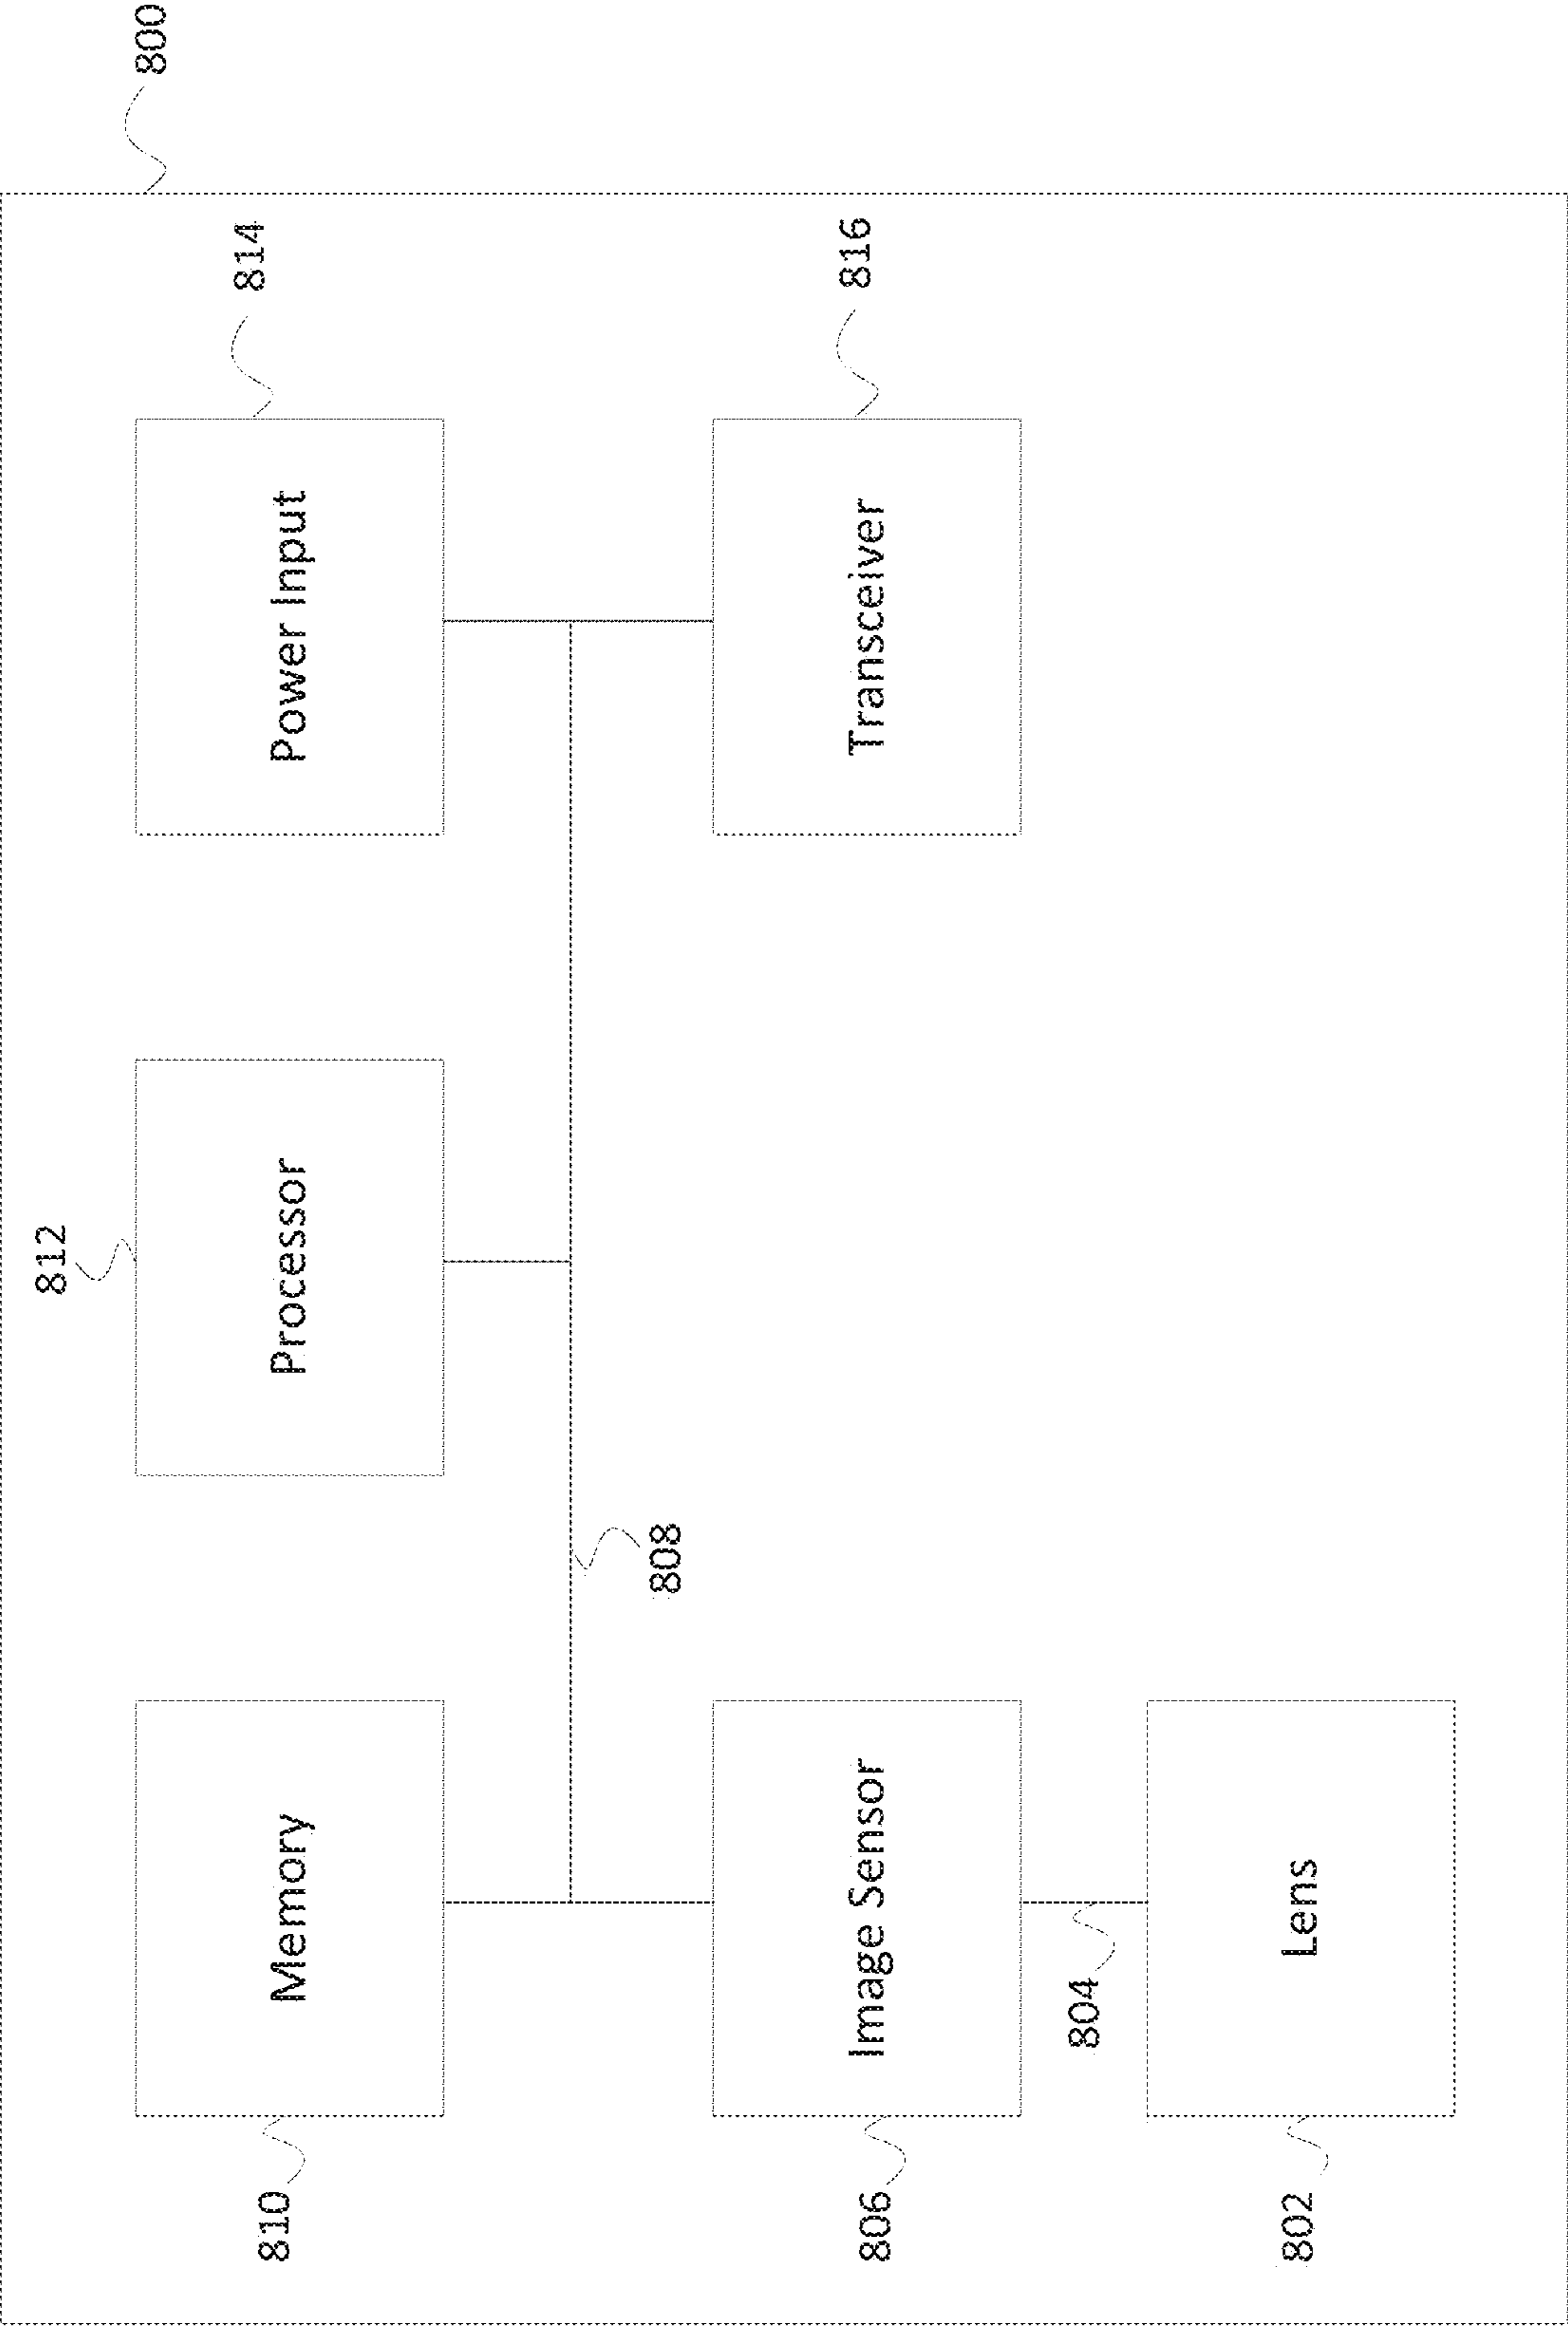 800
810
Memory
812
Processor
814
Power Input
808
806
Image Sensor
816
Transceiver
804
802
Lens